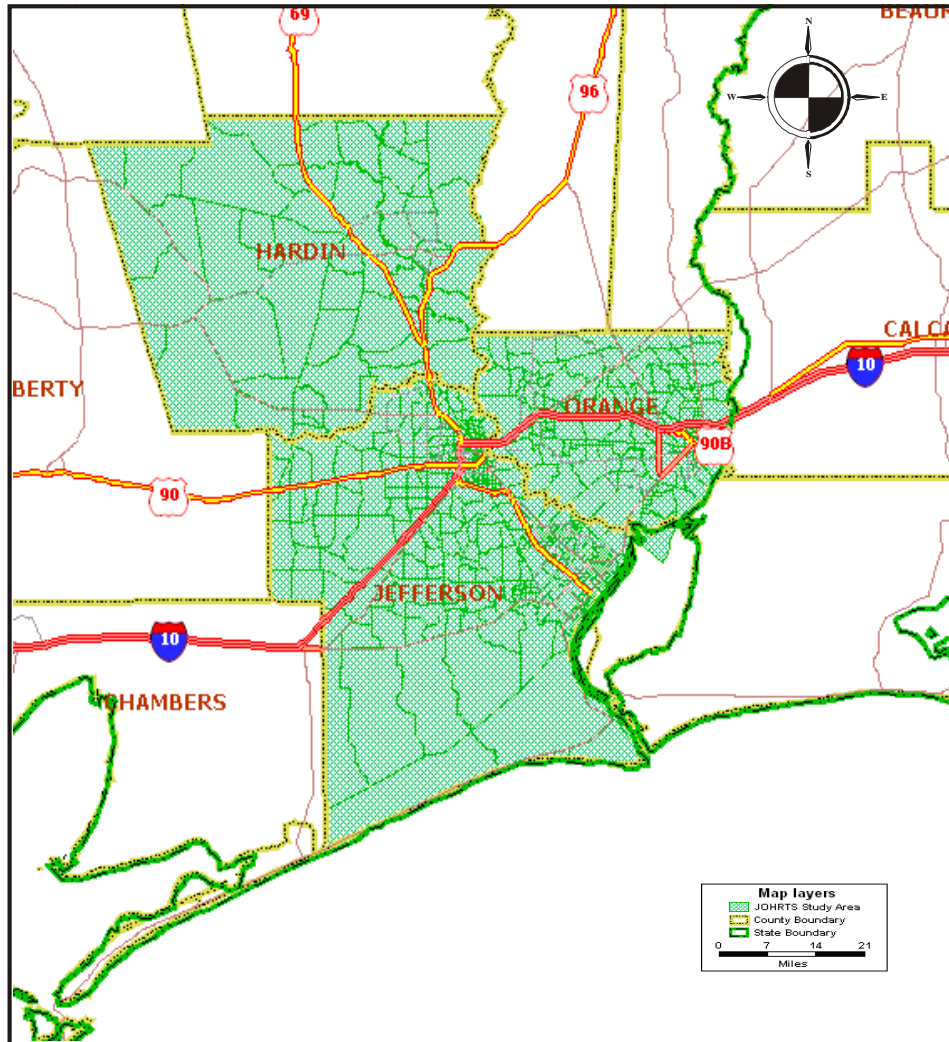 69
BEAUR
N
96
W
E
S
HARDIN
CALCA
10
BERTY
ORANGE
90B
90
JEFFERSON
10
CHAMBERS
Map layers
JOHRTS Study Area
County Boundary
State Boundary
0 7 14 21
Miles